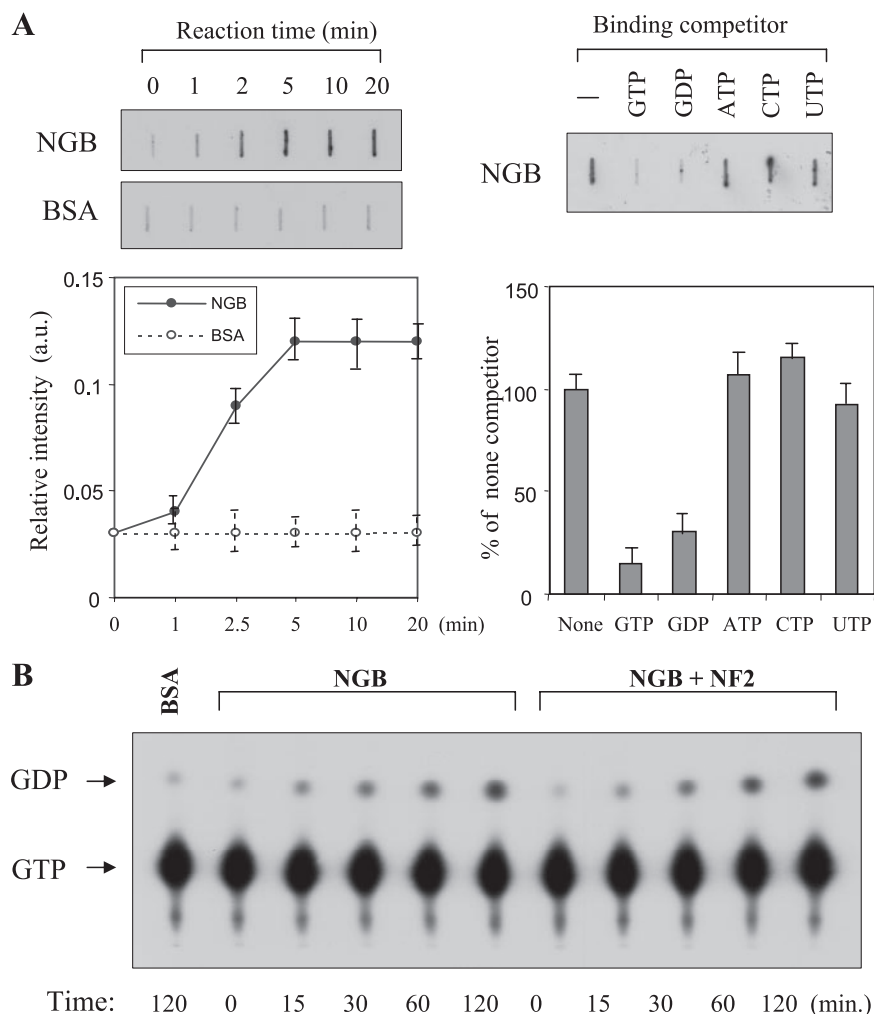 A
Reaction time (min)
0 1 2 5 10 20
NGB
BSA
Binding competitor
— GTP GDP ATP CTP UTP
NGB
Relative intensity (a.u.)
0.15
0.1
0.05
0
NGB
BSA
0 1 2.5 5 10 20 (min)
% of none competitor
150
100
50
0
None GTP GDP ATP CTP UTP
B
BSA NGB NGB + NF2
GDP
GTP
Time: 120 0 15 30 60 120 0 15 30 60 120 (min.)